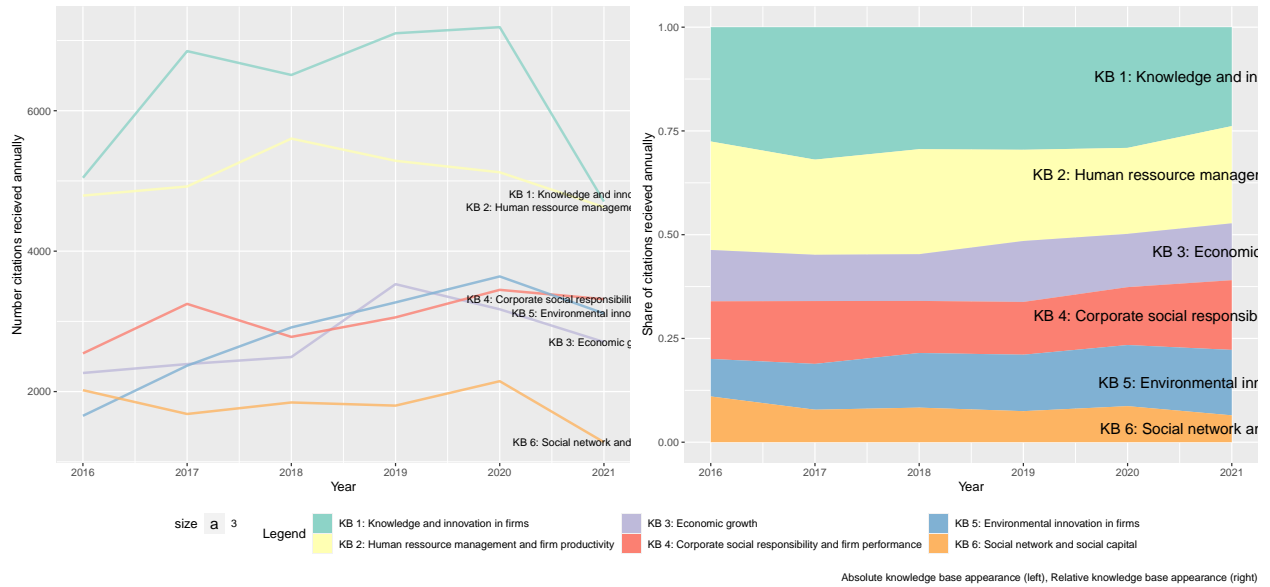 Number citations recieved annually
6000
4000
2000
KB 1: Knowledge and inno
KB 2: Human ressource manageme
KB 4: Corporate social responsibilit
KB 5: Environmental inno
KB 3: Economic g
KB 6: Social network and
2016 2017 2018 2019 2020 2021
Year
Share of citations recieved annually
1.00
0.75
0.50
0.25
0.00
KB 1: Knowledge and in
KB 2: Human ressource manager
KB 3: Economic
KB 4: Corporate social responsib
KB 5: Environmental inr
KB 6: Social network ar
2016 2017 2018 2019 2020 2021
Year
size a 3
Legend
KB 1: Knowledge and innovation in firms
KB 2: Human ressource management and firm productivity
KB 3: Economic growth
KB 4: Corporate social responsibility and firm performance
KB 5: Environmental innovation in firms
KB 6: Social network and social capital
Absolute knowledge base appearance (left), Relative knowledge base appearance (right)